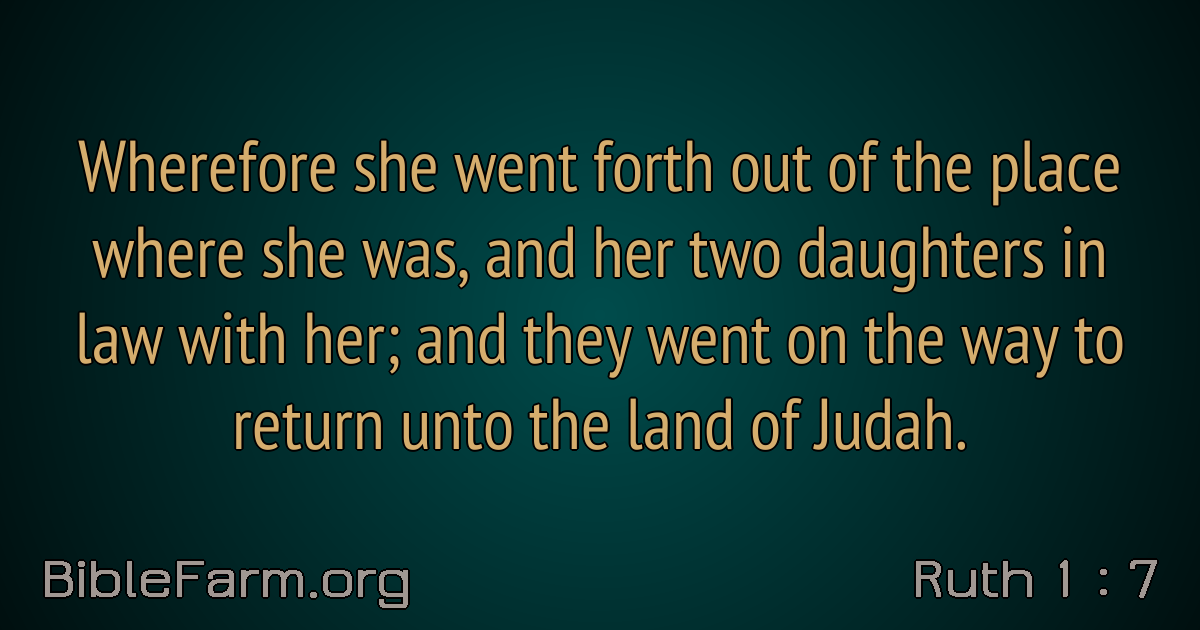 Wherefore she went forth out of the place
where she was, and her two daughters in
law with her; and they went on the way to
return unto the land of Judah.
BibleFarm.org
Ruth 1 : 7